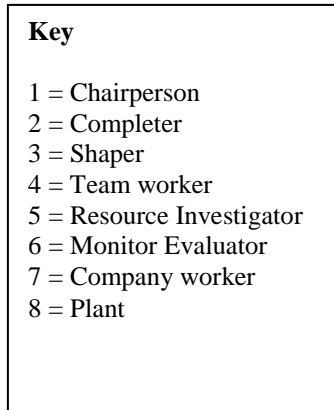 Key
1 = Chairperson
2 = Completer
3 = Shaper
4 = Team worker
5 = Resource Investigator
6 = Monitor Evaluator
7 = Company worker
8 = Plant